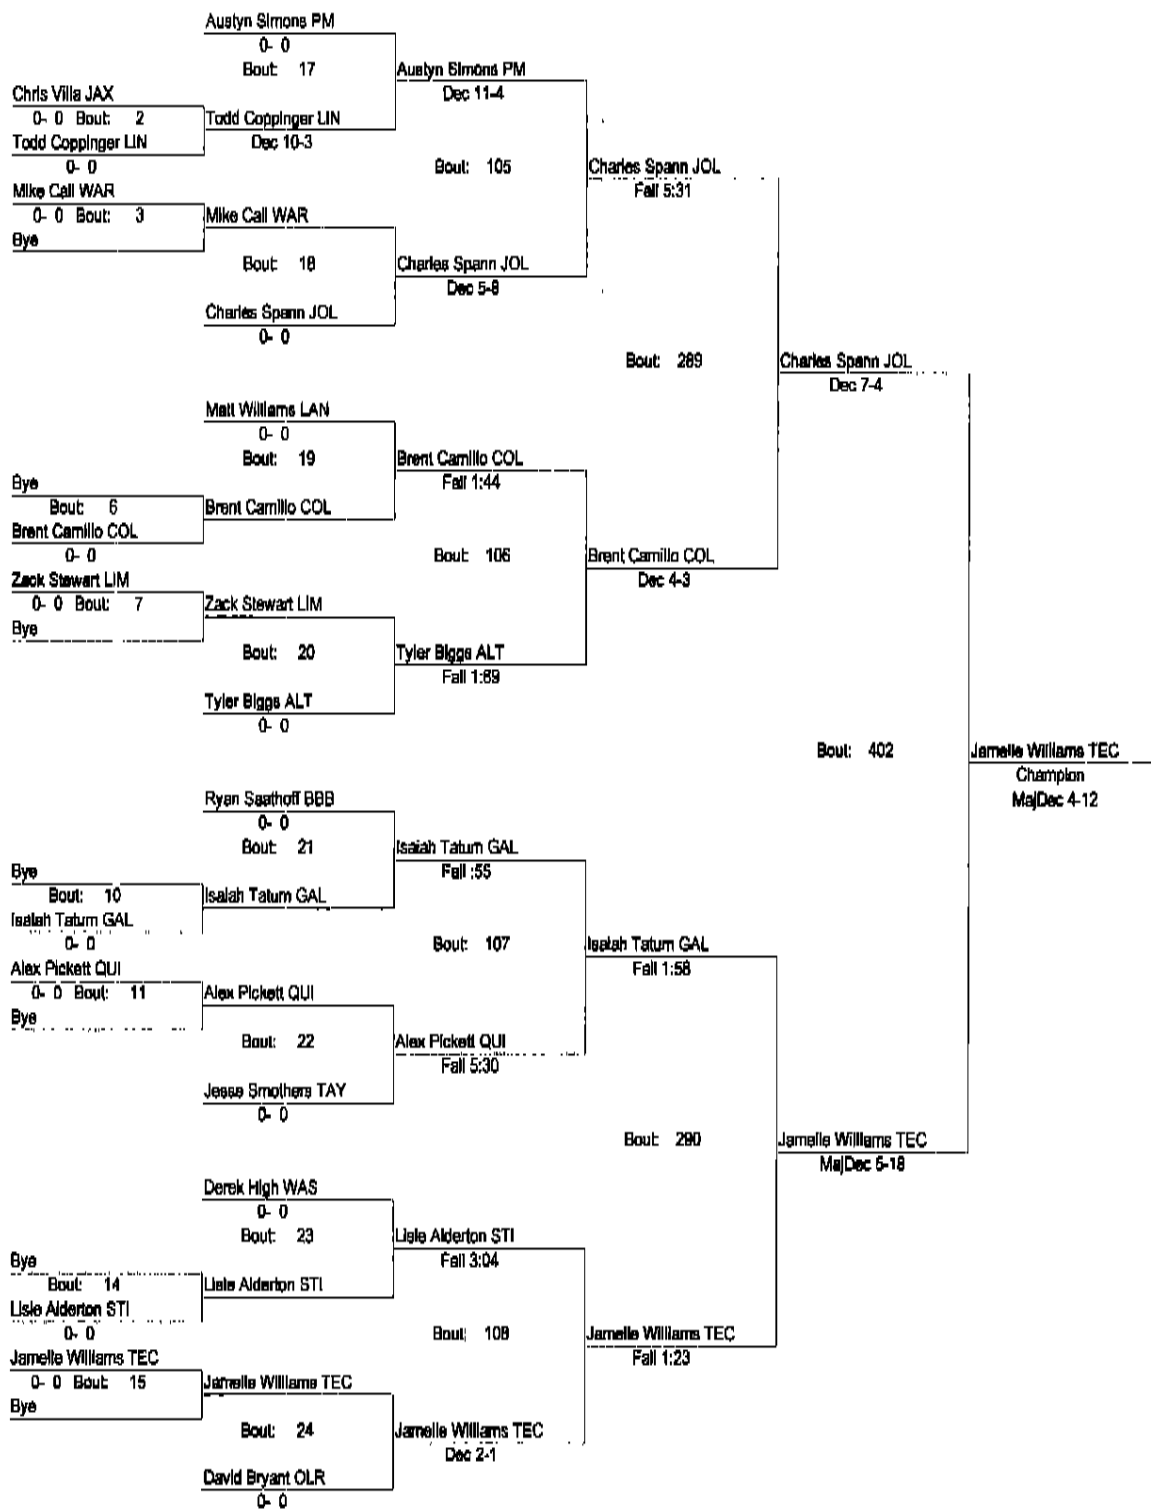 Austyn Simons PM
0- 0
Bout: 17
Austyn Simons PM
Dec 11-4
Chris Villa JAX
0- 0 Bout: 2
Todd Coppinger LIN
Dec 10-3
Todd Coppinger LIN
0- 0
Bout: 105
Charles Spann JOL
Fall 5:31
Mike Call WAR
0- 0 Bout: 3
Mike Call WAR
Bye
Bout: 18
Charles Spann JOL
Dec 5-8
Charles Spann JOL
0- 0
Bout: 289
Charles Spann JOL
Dec 7-4
Matt Williams LAN
0- 0
Bout: 19
Brent Camillo COL
Fall 1:44
Bye
Bout: 6
Brent Camillo COL
Brent Camillo COL
0- 0
Bout: 106
Brent Camillo COL
Dec 4-3
Zack Stewart LIM
0- 0 Bout: 7
Zack Stewart LIM
Bye
Bout: 20
Tyler Biggs ALT
Fall 1:69
Tyler Biggs ALT
0- 0
Bout: 402
Jamelle Williams TEC
Champion
MajDec 4-12
Ryan Saathoff BBB
0- 0
Bout: 21
Isaiah Tatum GAL
Fall :55
Bye
Bout: 10
Isaiah Tatum GAL
Isaiah Tatum GAL
0- 0
Bout: 107
Isaiah Tatum GAL
Fall 1:58
Alex Pickett QUI
0- 0 Bout: 11
Alex Pickett QUI
Bye
Bout: 22
Alex Pickett QUI
Fall 5:30
Jesse Smothers TAY
0- 0
Bout: 290
Jamelle Williams TEC
MajDec 5-18
Derek High WAS
0- 0
Bout: 23
Lisle Alderton STI
Fall 3:04
Bye
Bout: 14
Lisle Alderton STI
Lisle Alderton STI
0- 0
Bout: 108
Jamelle Williams TEC
Fall 1:23
Jamelle Williams TEC
0- 0 Bout: 15
Jamelle Williams TEC
Bye
Bout: 24
Jamelle Williams TEC
Dec 2-1
David Bryant OLR
0- 0